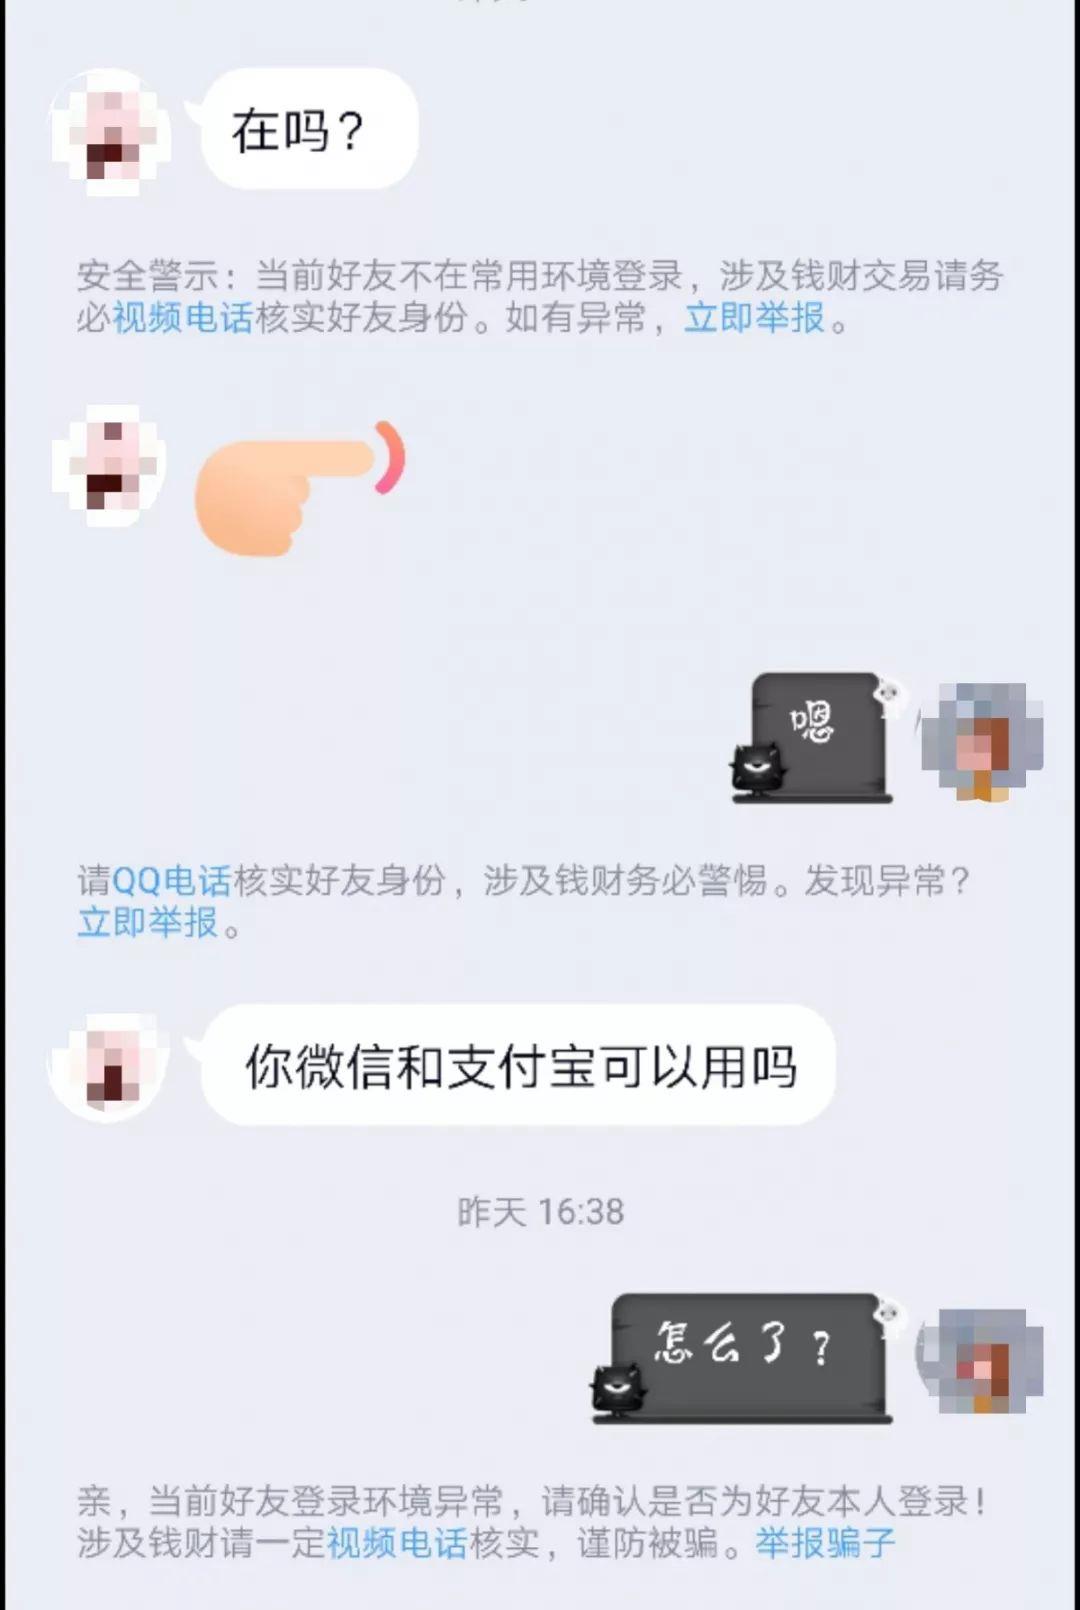 在吗？
安全警示：当前好友不在常用环境登录，涉及钱财交易请务
必视频电话核实好友身份。如有异常，立即举报。
嗯
请QQ电话核实好友身份，涉及钱财务必警惕。发现异常？
立即举报。
你微信和支付宝可以用吗
昨天 16:38
怎么了？
亲，当前好友登录环境异常，请确认是否为好友本人登录！
涉及钱财请一定视频电话核实，谨防被骗。举报骗子